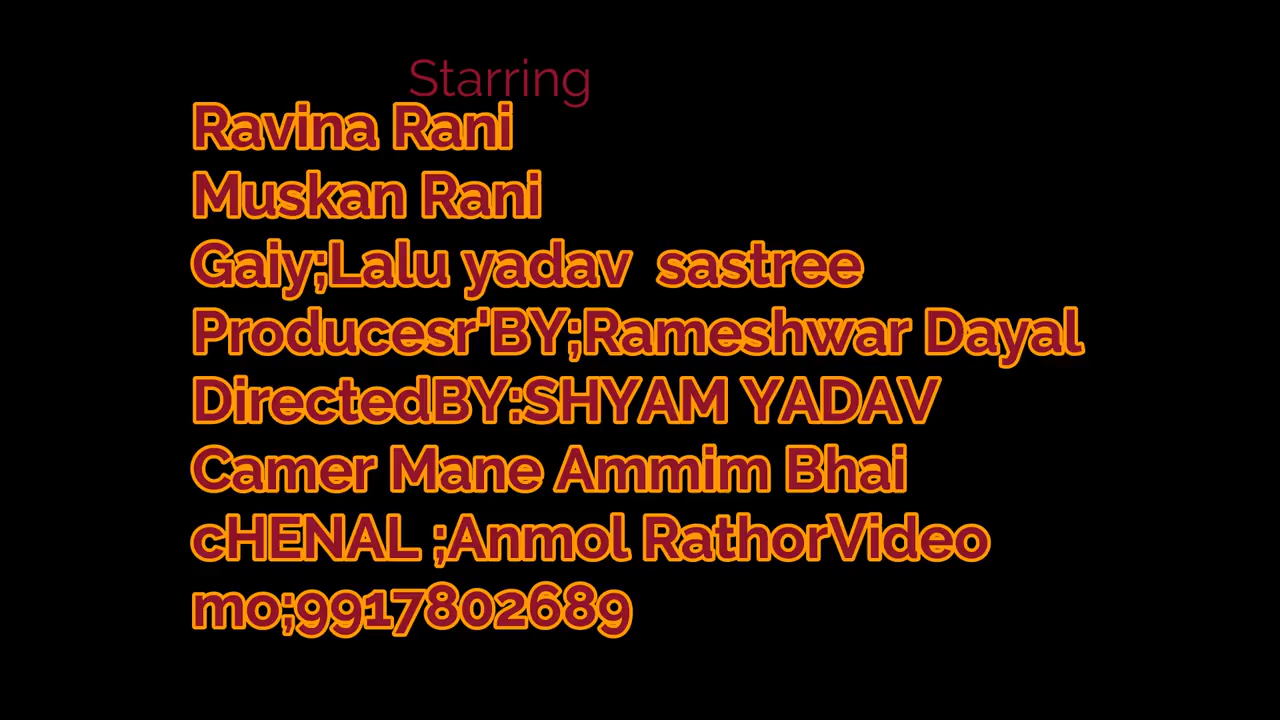 Starring
Ravina Rani
Muskan Rani
Gaiy;Lalu yadav  sastree
Producesr'BY;Rameshwar Dayal
DirectedBY:SHYAM YADAV
Camer Mane Ammim Bhai
cHENAL ;Anmol RathorVideo
mo;9917802689